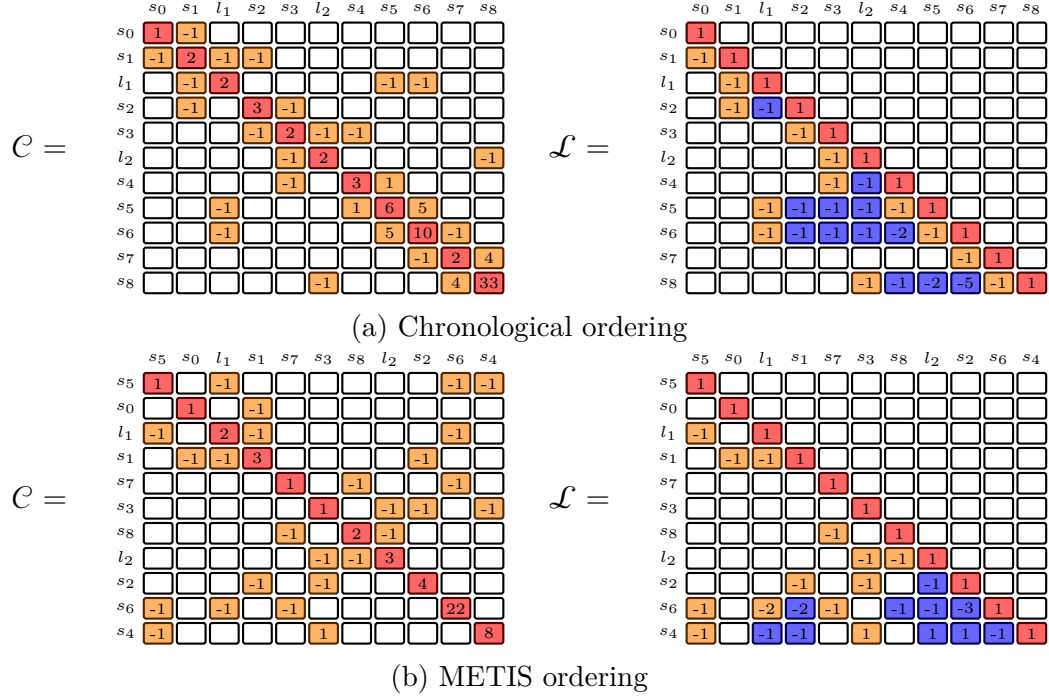 s₀ s₁ l₁ s₂ s₃ l₂ s₄ s₅ s₆ s₇ s₈
𝒞 =
s₀ 1 -1
s₁ -1 2 -1 -1
l₁ -1 2 -1 -1
s₂ -1 3 -1
s₃ -1 2 -1 -1
l₂ -1 2 -1
s₄ -1 3 1
s₅ -1 1 6 5
s₆ -1 5 10 -1
s₇ -1 2 4
s₈ -1 4 33
s₀ s₁ l₁ s₂ s₃ l₂ s₄ s₅ s₆ s₇ s₈
ℒ =
s₀ 1
s₁ -1 1
l₁ -1 1
s₂ -1 -1 1
s₃ -1 1
l₂ -1 1
s₄ -1 -1 1
s₅ -1 -1 -1 -1 -1 1
s₆ -1 -1 -1 -1 -2 -1 1
s₇ -1 1
s₈ -1 -1 -2 -5 -1 1
(a) Chronological ordering
s₅ s₀ l₁ s₁ s₇ s₃ s₈ l₂ s₂ s₆ s₄
𝒞 =
s₅ 1 -1 -1 -1
s₀ 1 -1
l₁ -1 2 -1 -1
s₁ -1 -1 3 -1
s₇ 1 -1 -1
s₃ 1 -1 -1 -1
s₈ -1 2 -1
l₂ -1 -1 3
s₂ -1 -1 4
s₆ -1 -1 -1 22
s₄ -1 1 8
s₅ s₀ l₁ s₁ s₇ s₃ s₈ l₂ s₂ s₆ s₄
ℒ =
s₅ 1
s₀ 1
l₁ -1 1
s₁ -1 -1 1
s₇ 1
s₃ 1
s₈ -1 1
l₂ -1 -1 1
s₂ -1 -1 -1 1
s₆ -1 -2 -2 -1 -1 -1 -3 1
s₄ -1 -1 -1 1 1 1 -1 1
(b) METIS ordering